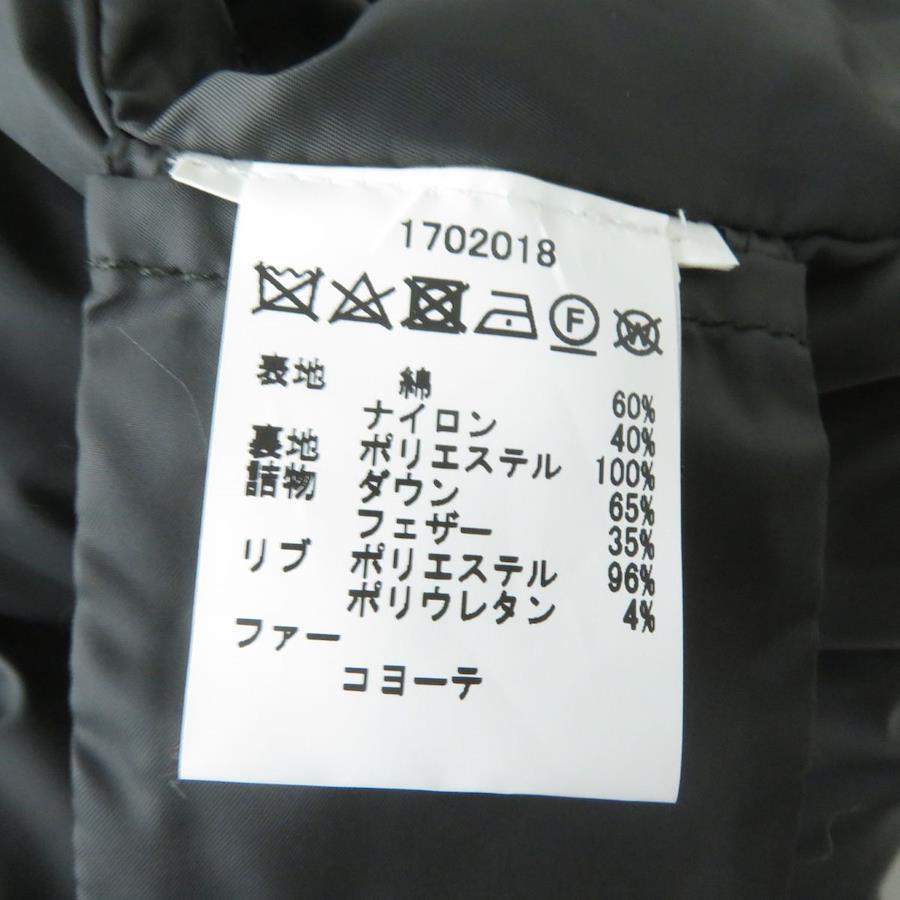 1702018
F W
表地 綿 60%
ナイロン 40%
裏地 ポリエステル 100%
詰物 ダウン 65%
フェザー 35%
リブ ポリエステル 96%
ポリウレタン 4%
ファー
コヨーテ